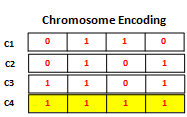 Chromosome Encoding
C1 0 1 1 0
C2 0 1 0 1
C3 1 1 0 1
C4 1 1 1 1